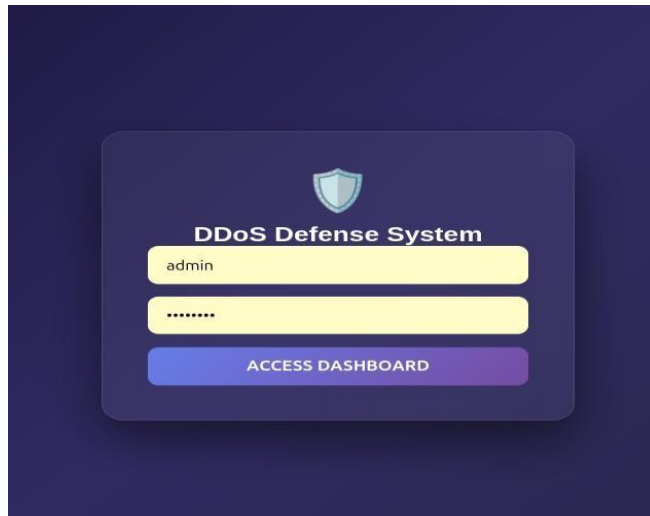 DDoS Defense System
admin
••••••••
ACCESS DASHBOARD